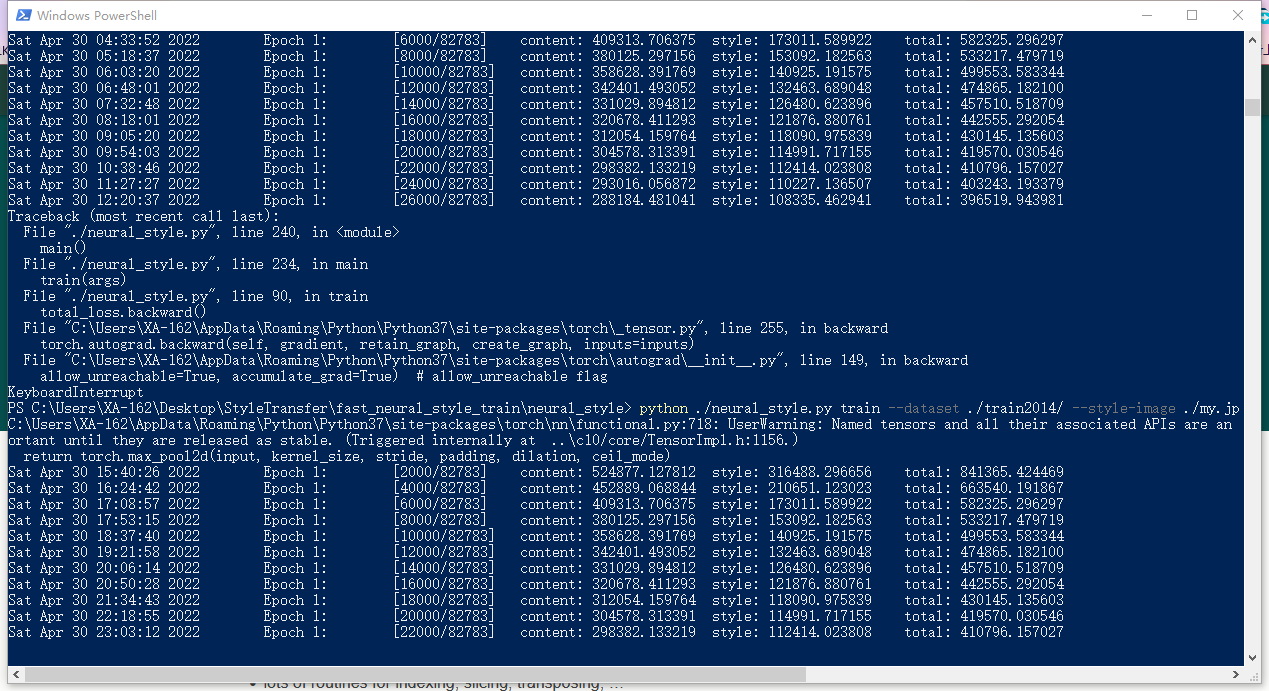 Windows PowerShell
Sat Apr 30 04:33:52 2022 Epoch 1: [6000/82783] content: 409313.706375 style: 173011.589922 total: 582325.296297
Sat Apr 30 05:18:37 2022 Epoch 1: [8000/82783] content: 380125.297156 style: 153092.182563 total: 533217.479719
Sat Apr 30 06:03:20 2022 Epoch 1: [10000/82783] content: 358628.391769 style: 140925.191575 total: 499553.583344
Sat Apr 30 06:48:01 2022 Epoch 1: [12000/82783] content: 342401.493052 style: 132463.689048 total: 474865.182100
Sat Apr 30 07:32:48 2022 Epoch 1: [14000/82783] content: 331029.894812 style: 126480.623896 total: 457510.518709
Sat Apr 30 08:18:01 2022 Epoch 1: [16000/82783] content: 320678.411293 style: 121876.880761 total: 442555.292054
Sat Apr 30 09:05:20 2022 Epoch 1: [18000/82783] content: 312054.159764 style: 118090.975839 total: 430145.135603
Sat Apr 30 09:54:03 2022 Epoch 1: [20000/82783] content: 304578.313391 style: 114991.717155 total: 419570.030546
Sat Apr 30 10:38:46 2022 Epoch 1: [22000/82783] content: 298382.133219 style: 112414.023808 total: 410796.157027
Sat Apr 30 11:27:27 2022 Epoch 1: [24000/82783] content: 293016.056872 style: 110227.136507 total: 403243.193379
Sat Apr 30 12:20:37 2022 Epoch 1: [26000/82783] content: 288184.481041 style: 108335.462941 total: 396519.943981
Traceback (most recent call last):
File "./neural_style.py", line 240, in <module>
main()
File "./neural_style.py", line 234, in main
train(args)
File "./neural_style.py", line 90, in train
total_loss.backward()
File "C:\Users\XA-162\AppData\Roaming\Python\Python37\site-packages\torch\_tensor.py", line 255, in backward
torch.autograd.backward(self, gradient, retain_graph, create_graph, inputs=inputs)
File "C:\Users\XA-162\AppData\Roaming\Python\Python37\site-packages\torch\autograd\__init__.py", line 149, in backward
allow_unreachable=True, accumulate_grad=True)  # allow_unreachable flag
KeyboardInterrupt
PS C:\Users\XA-162\Desktop\StyleTransfer\fast_neural_style_train\neural_style> python ./neural_style.py train --dataset ./train2014/ --style-image ./my.jp
C:\Users\XA-162\AppData\Roaming\Python\Python37\site-packages\torch\nn\functional.py:718: UserWarning: Named tensors and all their associated APIs are an
ortant until they are released as stable. (Triggered internally at  ..\c10/core/TensorImpl.h:1156.)
return torch.max_pool2d(input, kernel_size, stride, padding, dilation, ceil_mode)
Sat Apr 30 15:40:26 2022 Epoch 1: [2000/82783] content: 524877.127812 style: 316488.296656 total: 841365.424469
Sat Apr 30 16:24:42 2022 Epoch 1: [4000/82783] content: 452889.068844 style: 210651.123023 total: 663540.191867
Sat Apr 30 17:08:57 2022 Epoch 1: [6000/82783] content: 409313.706375 style: 173011.589922 total: 582325.296297
Sat Apr 30 17:53:15 2022 Epoch 1: [8000/82783] content: 380125.297156 style: 153092.182563 total: 533217.479719
Sat Apr 30 18:37:40 2022 Epoch 1: [10000/82783] content: 358628.391769 style: 140925.191575 total: 499553.583344
Sat Apr 30 19:21:58 2022 Epoch 1: [12000/82783] content: 342401.493052 style: 132463.689048 total: 474865.182100
Sat Apr 30 20:06:14 2022 Epoch 1: [14000/82783] content: 331029.894812 style: 126480.623896 total: 457510.518709
Sat Apr 30 20:50:28 2022 Epoch 1: [16000/82783] content: 320678.411293 style: 121876.880761 total: 442555.292054
Sat Apr 30 21:34:43 2022 Epoch 1: [18000/82783] content: 312054.159764 style: 118090.975839 total: 430145.135603
Sat Apr 30 22:18:55 2022 Epoch 1: [20000/82783] content: 304578.313391 style: 114991.717155 total: 419570.030546
Sat Apr 30 23:03:12 2022 Epoch 1: [22000/82783] content: 298382.133219 style: 112414.023808 total: 410796.157027
lots of routines for indexing, slicing, transposing, ...